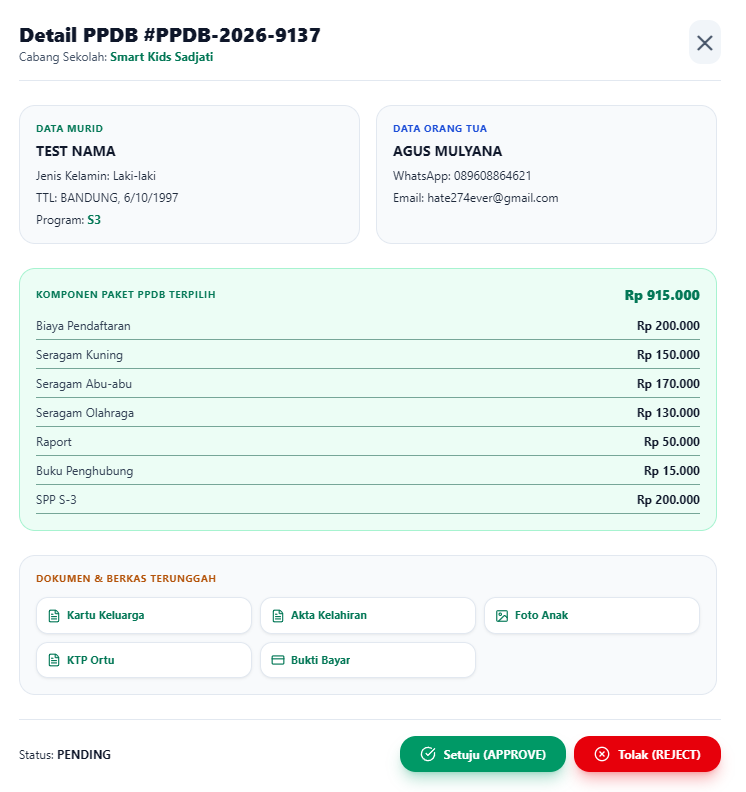 Detail PPDB #PPDB-2026-9137
Cabang Sekolah: Smart Kids Sadjati
DATA MURID
TEST NAMA
Jenis Kelamin: Laki-laki
TTL: BANDUNG, 6/10/1997
Program: S3
DATA ORANG TUA
AGUS MULYANA
WhatsApp: 089608864621
Email: hate274ever@gmail.com
KOMPONEN PAKET PPDB TERPILIH Rp 915.000
Biaya Pendaftaran Rp 200.000
Seragam Kuning Rp 150.000
Seragam Abu-abu Rp 170.000
Seragam Olahraga Rp 130.000
Raport Rp 50.000
Buku Penghubung Rp 15.000
SPP S-3 Rp 200.000
DOKUMEN & BERKAS TERUNGGAH
Kartu Keluarga Akta Kelahiran Foto Anak
KTP Ortu Bukti Bayar
Status: PENDING Setuju (APPROVE) Tolak (REJECT)